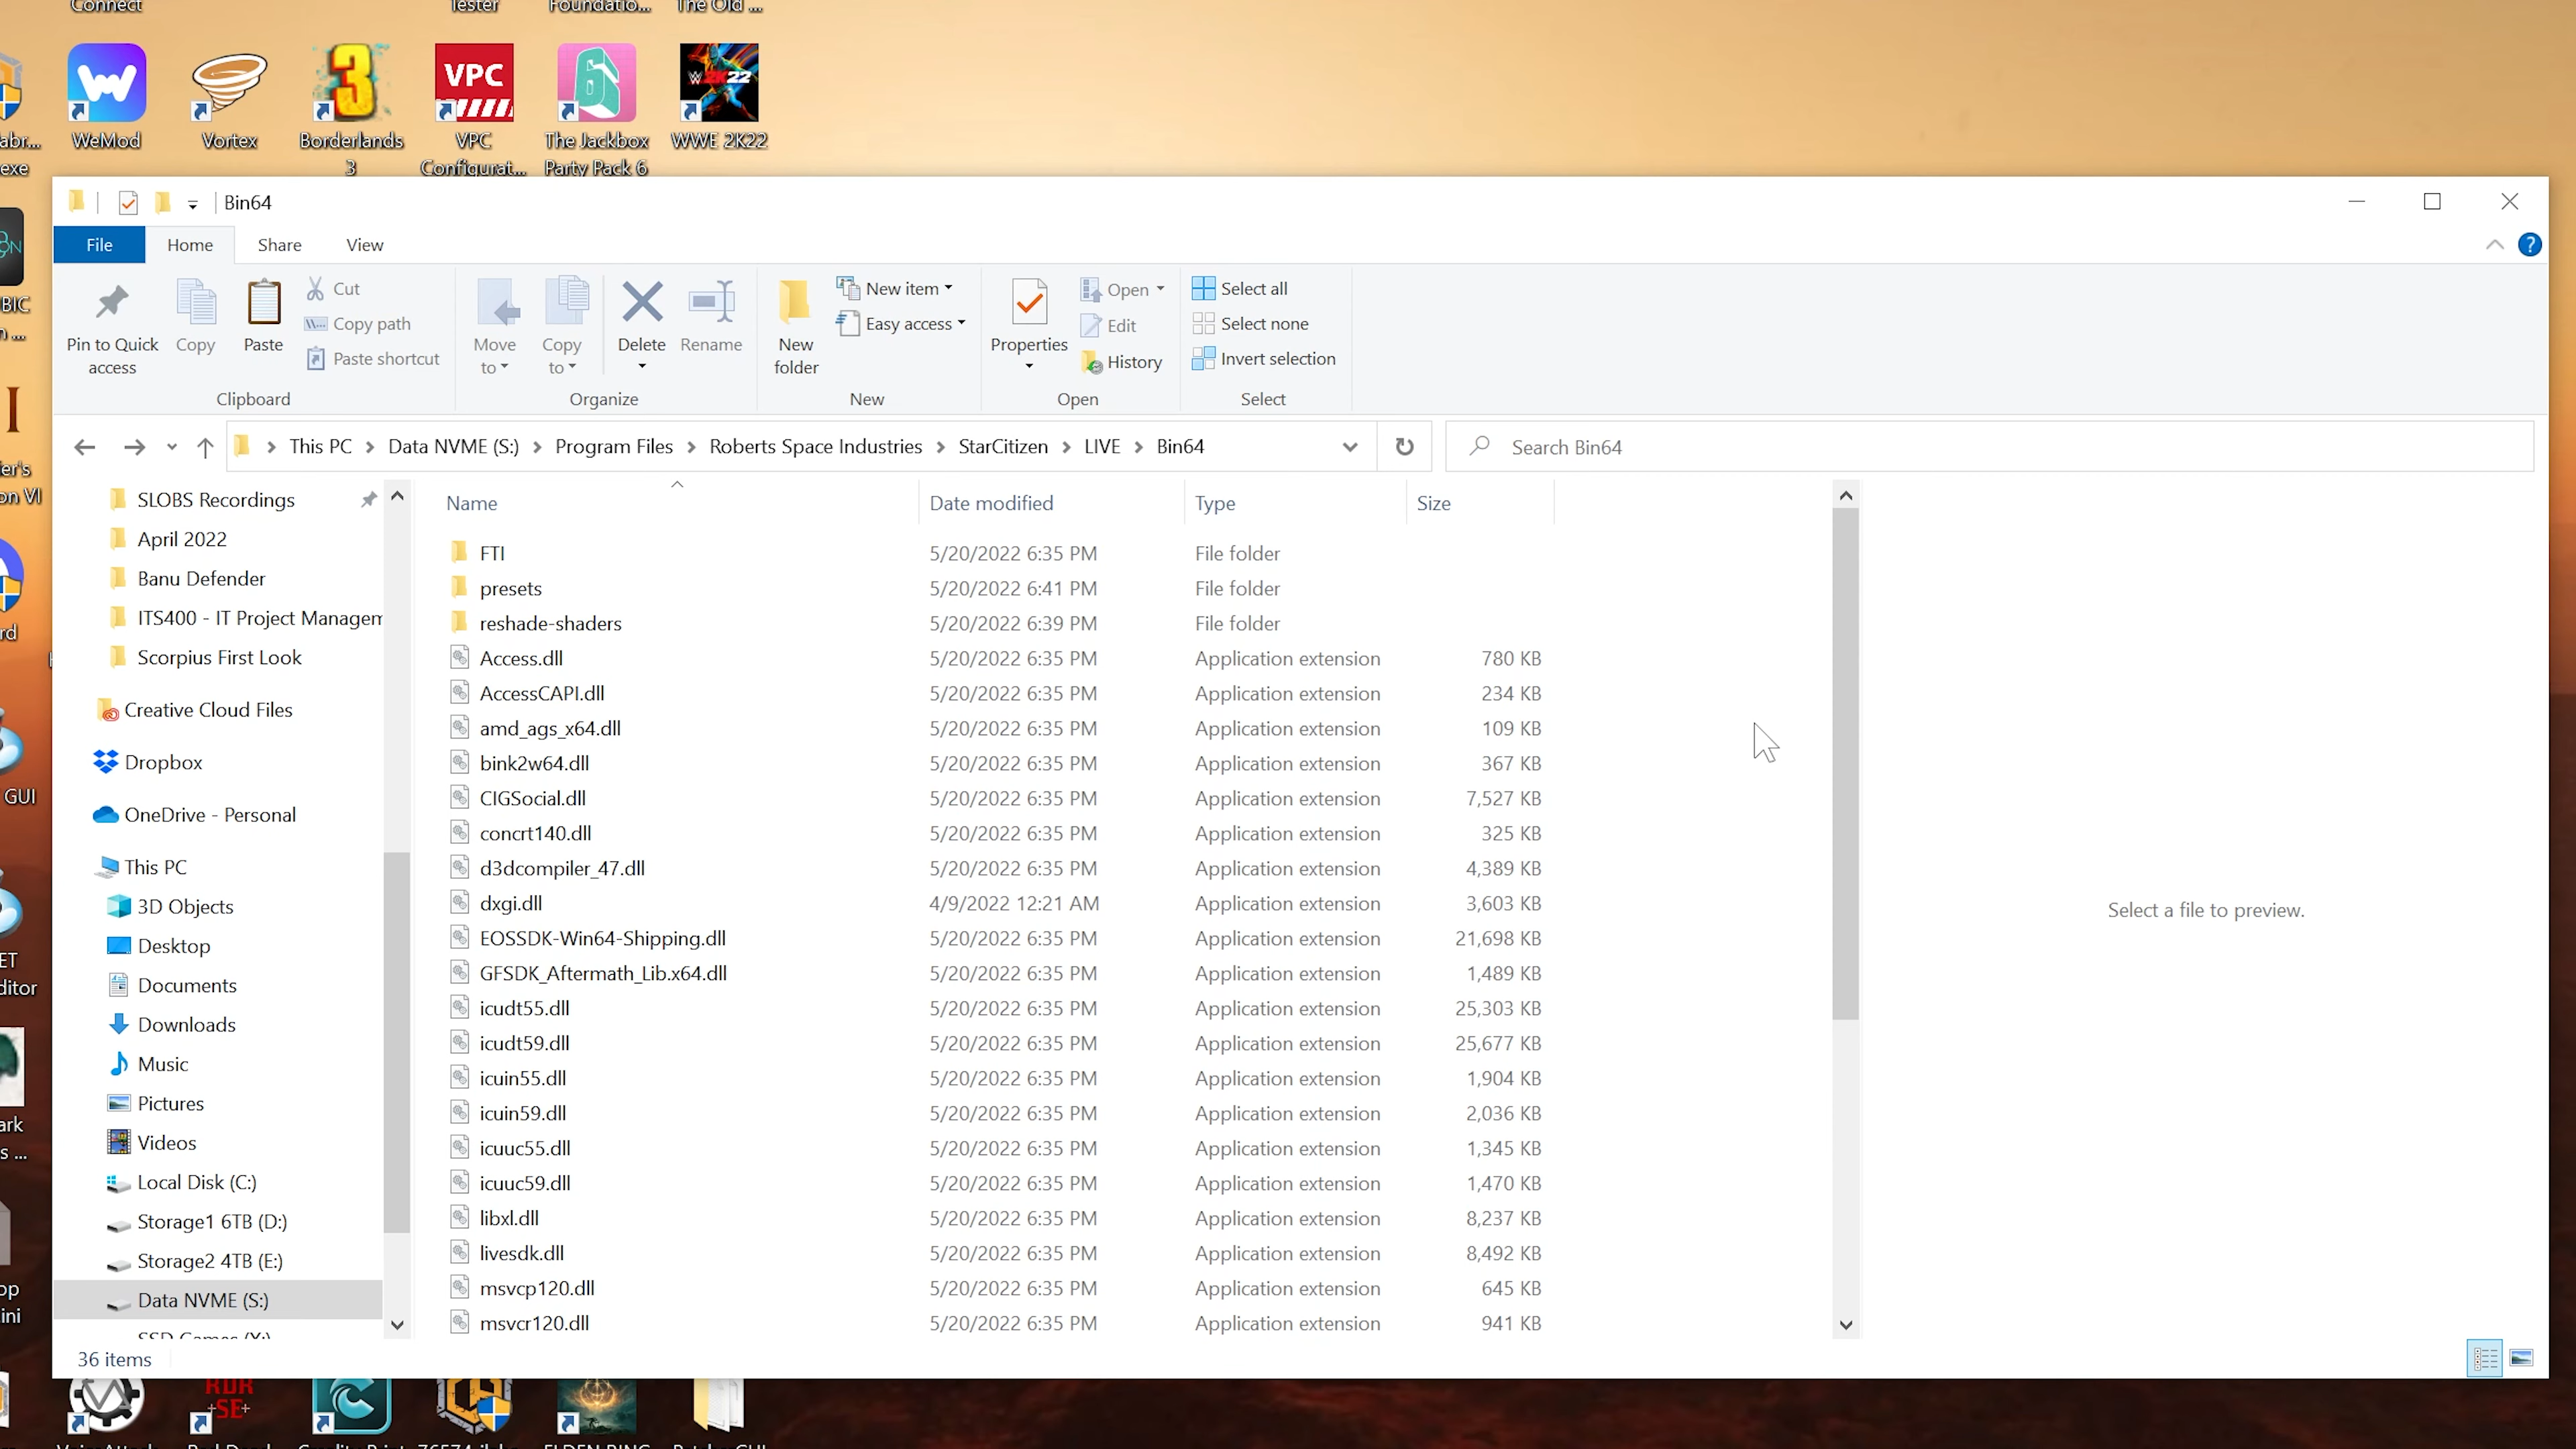 Connect
Tester
Foundatio...
The Old ...
WeMod
Vortex
Borderlands
3
VPC
VPC
Configurat...
The Jackbox
Party Pack 6
W 2K22
WWE 2K22
abr...
exe
BIC
n ...
fer's
on VI
rd
GUI
ET
ditor
ark
s ...
op
ini
Bin64
File
Home
Share
View
Pin to Quick
access
Copy
Paste
Cut
Copy path
Paste shortcut
Clipboard
Move
to
Copy
to
Delete
Rename
Organize
New
folder
New item
Easy access
New
Properties
Open
Edit
History
Open
Select all
Select none
Invert selection
Select
This PC > Data NVME (S:) > Program Files > Roberts Space Industries > StarCitizen > LIVE > Bin64
Search Bin64
SLOBS Recordings
April 2022
Banu Defender
ITS400 - IT Project Managem
Scorpius First Look
Creative Cloud Files
Dropbox
OneDrive - Personal
This PC
3D Objects
Desktop
Documents
Downloads
Music
Pictures
Videos
Local Disk (C:)
Storage1 6TB (D:)
Storage2 4TB (E:)
Data NVME (S:)
SSD Games (X:)
Name Date modified Type Size
FTI 5/20/2022 6:35 PM File folder
presets 5/20/2022 6:41 PM File folder
reshade-shaders 5/20/2022 6:39 PM File folder
Access.dll 5/20/2022 6:35 PM Application extension 780 KB
AccessCAPI.dll 5/20/2022 6:35 PM Application extension 234 KB
amd_ags_x64.dll 5/20/2022 6:35 PM Application extension 109 KB
bink2w64.dll 5/20/2022 6:35 PM Application extension 367 KB
CIGSocial.dll 5/20/2022 6:35 PM Application extension 7,527 KB
concrt140.dll 5/20/2022 6:35 PM Application extension 325 KB
d3dcompiler_47.dll 5/20/2022 6:35 PM Application extension 4,389 KB
dxgi.dll 4/9/2022 12:21 AM Application extension 3,603 KB
EOSSDK-Win64-Shipping.dll 5/20/2022 6:35 PM Application extension 21,698 KB
GFSDK_Aftermath_Lib.x64.dll 5/20/2022 6:35 PM Application extension 1,489 KB
icudt55.dll 5/20/2022 6:35 PM Application extension 25,303 KB
icudt59.dll 5/20/2022 6:35 PM Application extension 25,677 KB
icuin55.dll 5/20/2022 6:35 PM Application extension 1,904 KB
icuin59.dll 5/20/2022 6:35 PM Application extension 2,036 KB
icuuc55.dll 5/20/2022 6:35 PM Application extension 1,345 KB
icuuc59.dll 5/20/2022 6:35 PM Application extension 1,470 KB
libxl.dll 5/20/2022 6:35 PM Application extension 8,237 KB
livesdk.dll 5/20/2022 6:35 PM Application extension 8,492 KB
msvcp120.dll 5/20/2022 6:35 PM Application extension 645 KB
msvcr120.dll 5/20/2022 6:35 PM Application extension 941 KB
Select a file to preview.
36 items
RDR
+SE+
ELDEN RING